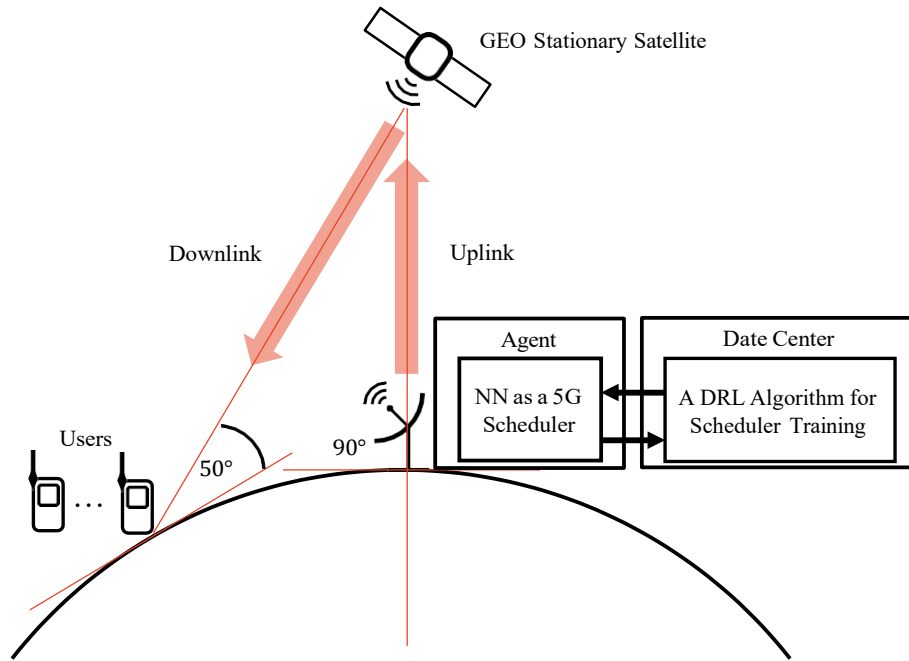 GEO Stationary Satellite
Downlink
Uplink
Agent
Date Center
NN as a 5G
Scheduler
A DRL Algorithm for
Scheduler Training
Users
...
50°
90°